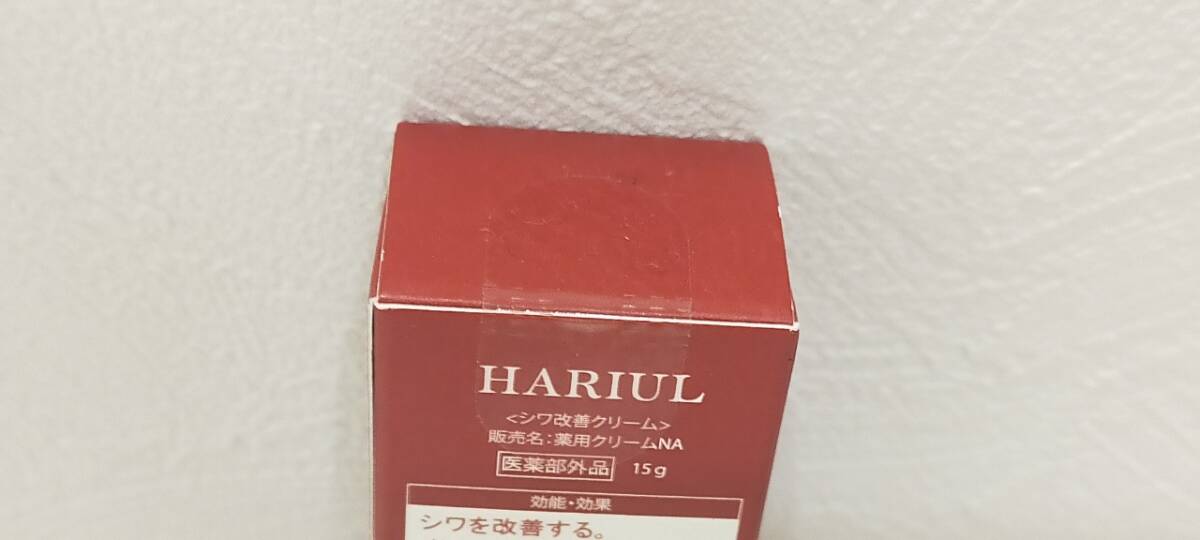 HARIUL
<シワ改善クリーム>
販売名:薬用クリームNA
医薬部外品 15g
効能・効果
シワを改善する。